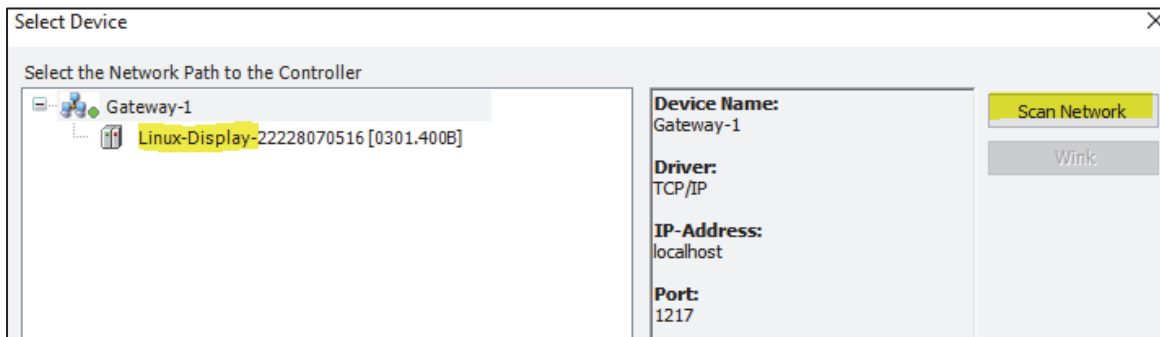 Select Device
Select the Network Path to the Controller
Gateway-1
Linux-Display-22228070516 [0301.400B]
Device Name:
Gateway-1
Driver:
TCP/IP
IP-Address:
localhost
Port:
1217
Scan Network
Wink